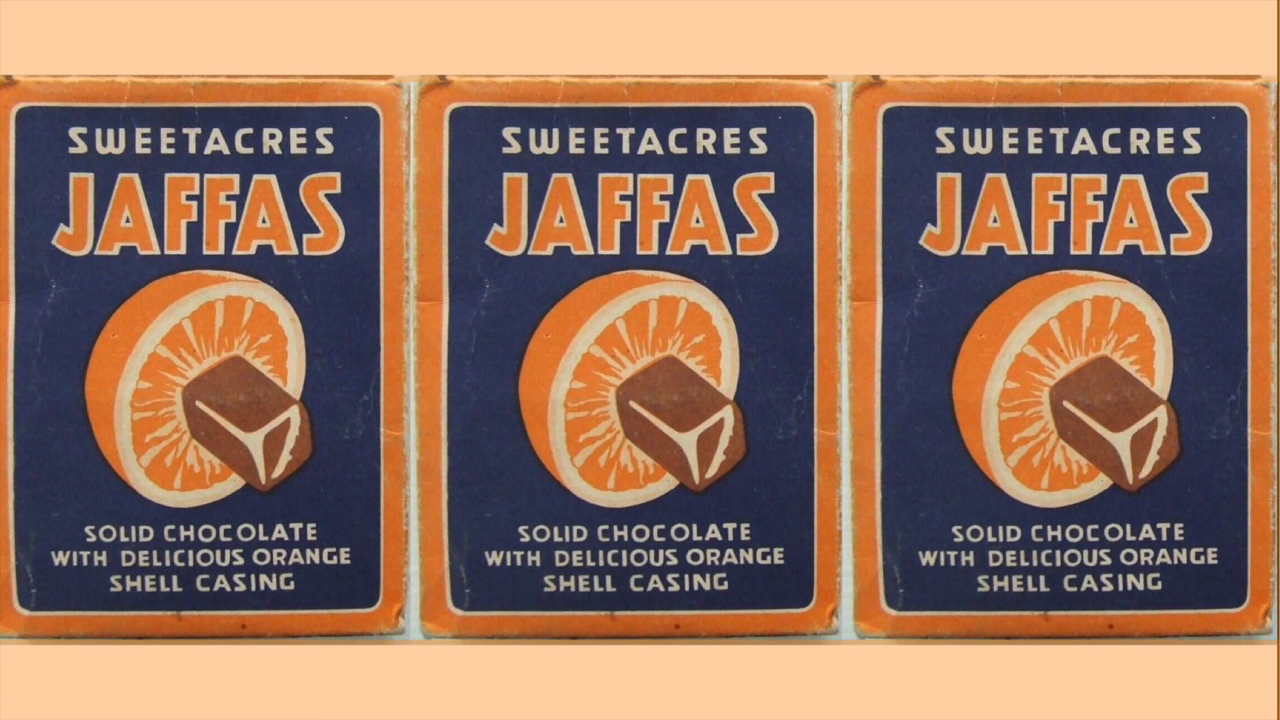 SWEETACRES
JAFFAS
SOLID CHOCOLATE
WITH DELICIOUS ORANGE
SHELL CASING
SWEETACRES
JAFFAS
SOLID CHOCOLATE
WITH DELICIOUS ORANGE
SHELL CASING
SWEETACRES
JAFFAS
SOLID CHOCOLATE
WITH DELICIOUS ORANGE
SHELL CASING